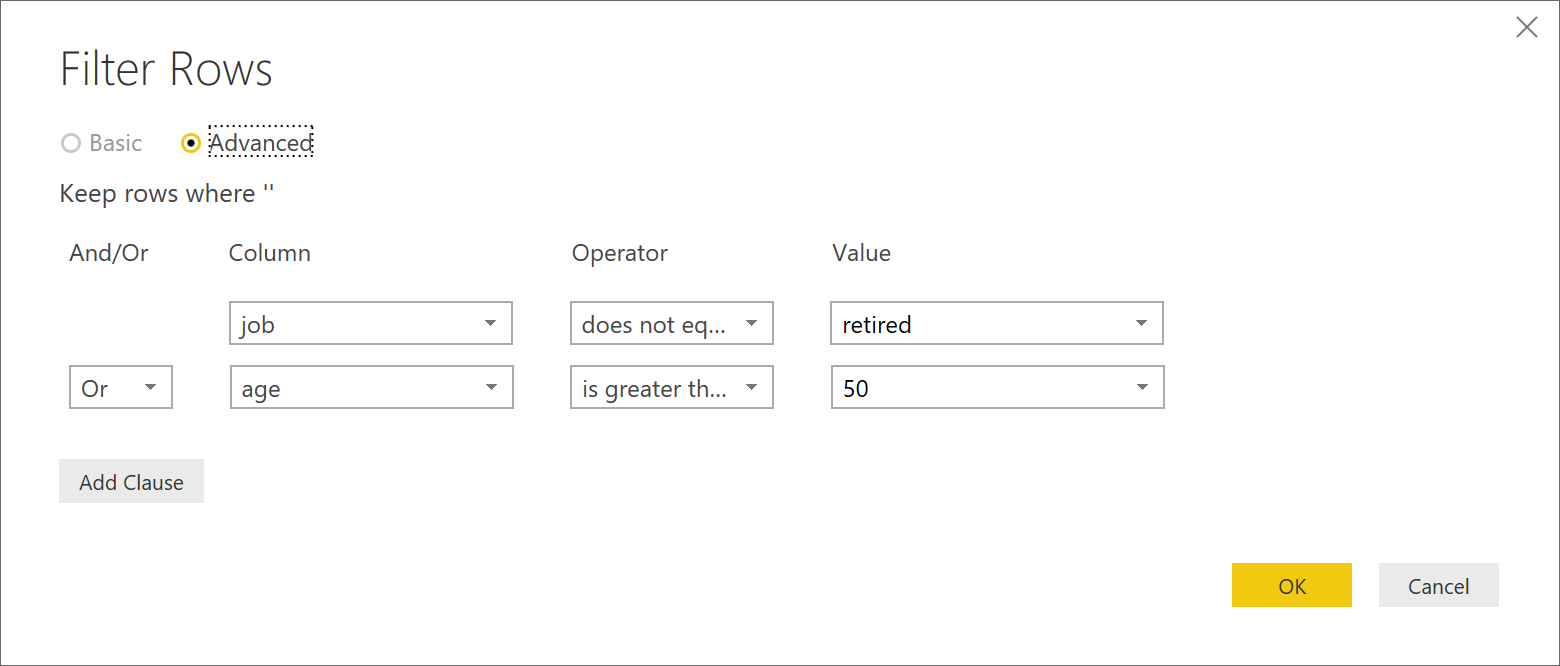 Filter Rows
Basic Advanced
Keep rows where ''
And/Or Column Operator Value
job does not eq... retired
Or age is greater th... 50
Add Clause
OK Cancel